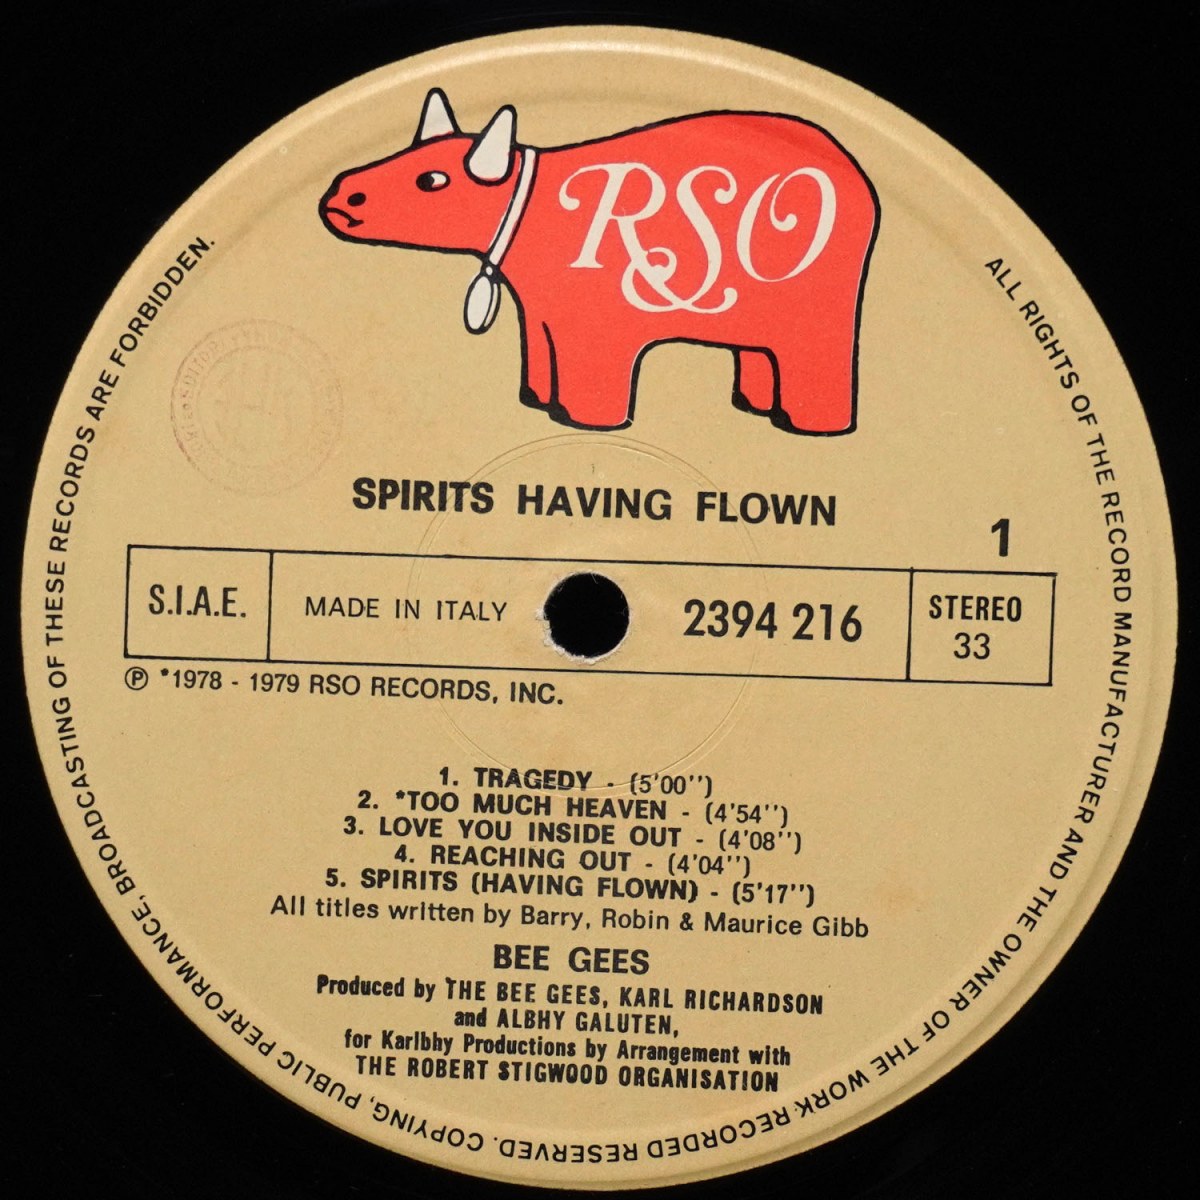 RSO
SPIRITS HAVING FLOWN
1
S.I.A.E.
MADE IN ITALY
2394 216
STEREO
33
Ⓟ *1978 - 1979 RSO RECORDS, INC.
1. TRAGEDY - (5'00'')
2. *TOO MUCH HEAVEN - (4'54'')
3. LOVE YOU INSIDE OUT - (4'08'')
4. REACHING OUT - (4'04'')
5. SPIRITS (HAVING FLOWN) - (5'17'')
All titles written by Barry, Robin & Maurice Gibb
BEE GEES
Produced by THE BEE GEES, KARL RICHARDSON
and ALBHY GALUTEN,
for Karlbhy Productions by Arrangement with
THE ROBERT STIGWOOD ORGANISATION
ALL RIGHTS OF THE RECORD MANUFACTURER AND THE OWNER OF THE WORK RECORDED RESERVED. COPYING, PUBLIC PERFORMANCE, BROADCASTING OF THESE RECORDS ARE FORBIDDEN.